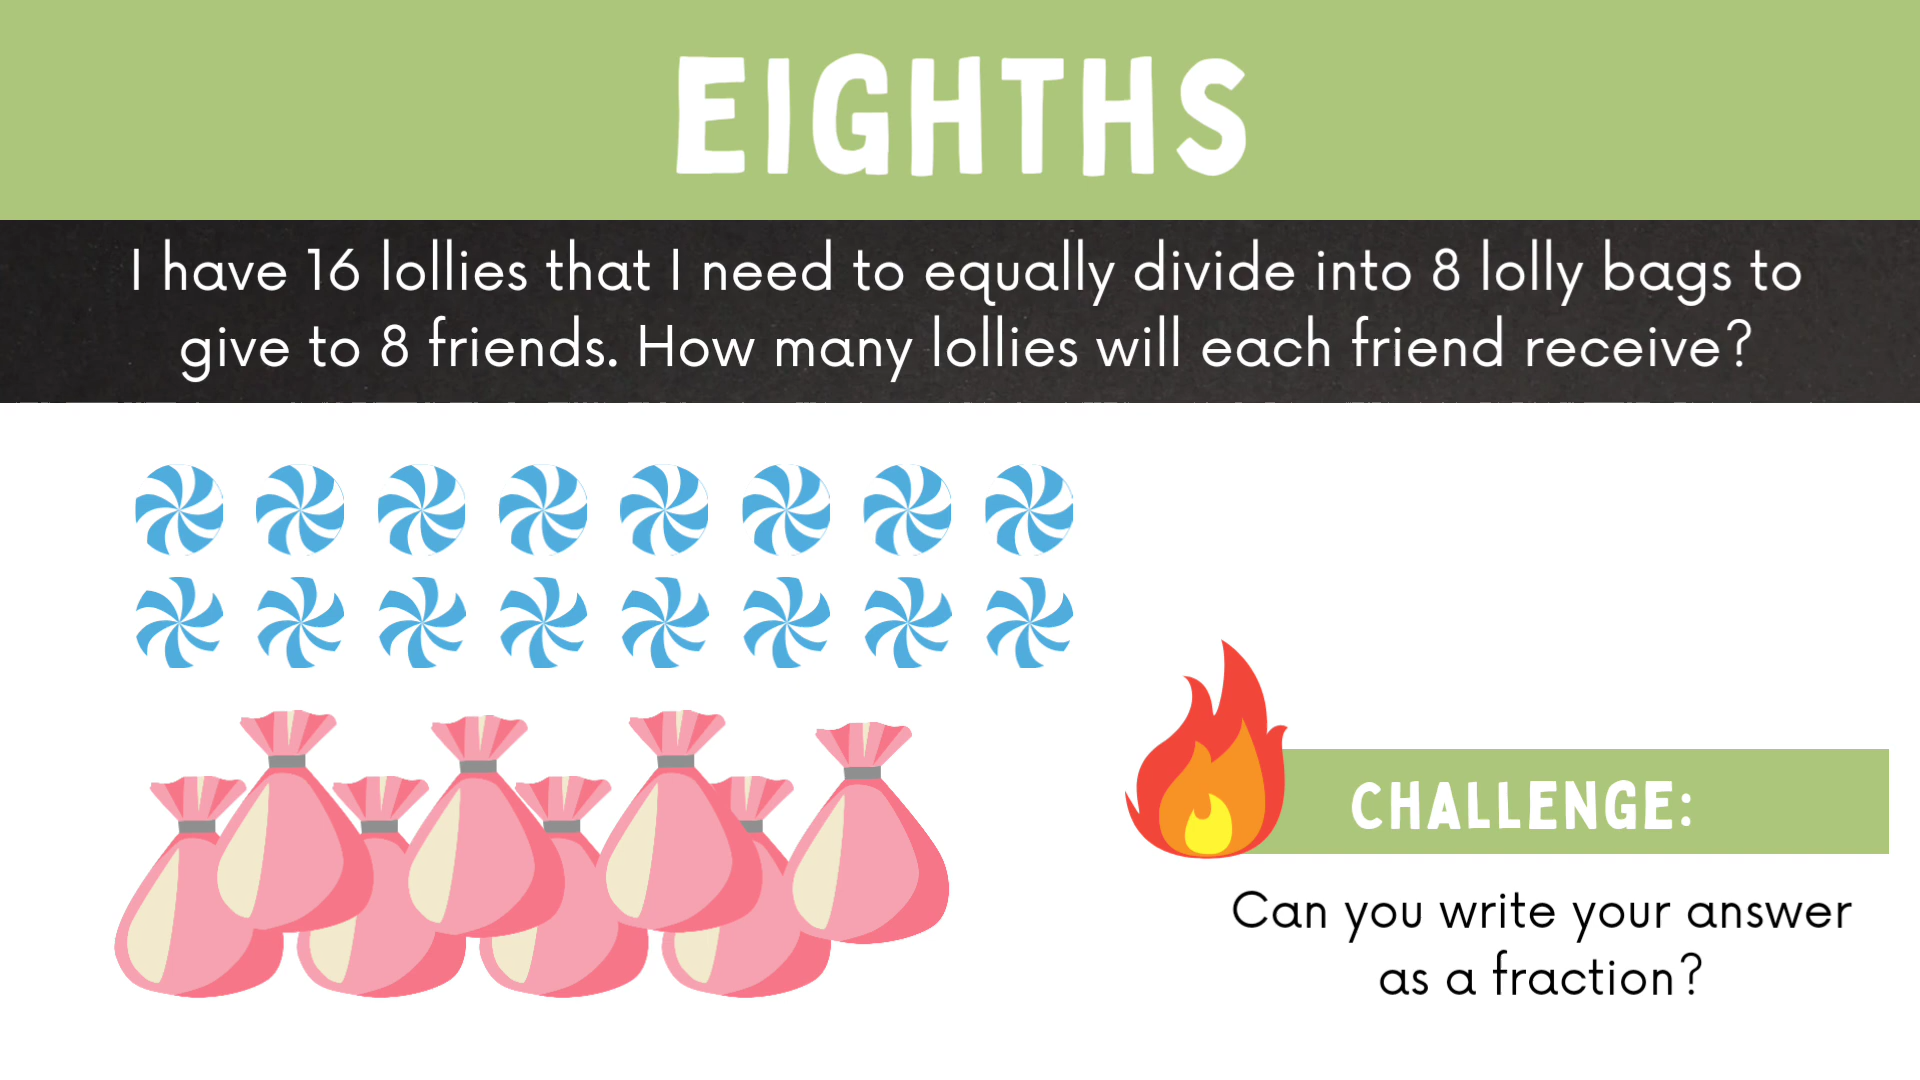 EIGHTHS
I have 16 lollies that I need to equally divide into 8 lolly bags to
give to 8 friends. How many lollies will each friend receive?
CHALLENGE:
Can you write your answer
as a fraction?